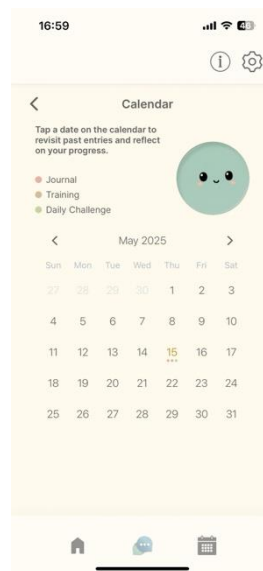 16:59
Calendar
Tap a date on the calendar to
revisit past entries and reflect
on your progress.
Journal
Training
Daily Challenge
May 2025
Sun Mon Tue Wed Thu Fri Sat
27 28 29 30 1 2 3
4 5 6 7 8 9 10
11 12 13 14 15 16 17
18 19 20 21 22 23 24
25 26 27 28 29 30 31